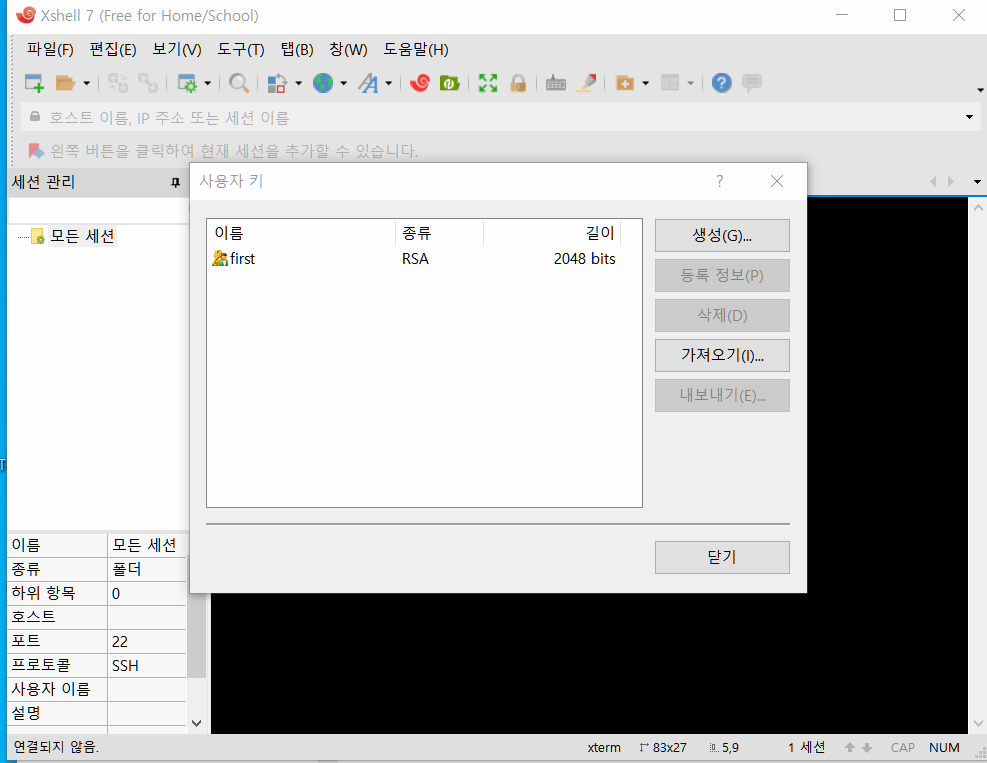 Xshell 7 (Free for Home/School)
파일(F) 편집(E) 보기(V) 도구(T) 탭(B) 창(W) 도움말(H)
호스트 이름, IP 주소 또는 세션 이름
왼쪽 버튼을 클릭하여 현재 세션을 추가할 수 있습니다.
세션 관리
모든 세션
사용자 키
이름 종류 길이
first RSA 2048 bits
생성(G)...
등록 정보(P)
삭제(D)
가져오기(I)...
내보내기(E)...
닫기
이름 모든 세션
종류 폴더
하위 항목 0
호스트
포트 22
프로토콜 SSH
사용자 이름
설명
연결되지 않음. xterm 83x27 5,9 1 세션 CAP NUM